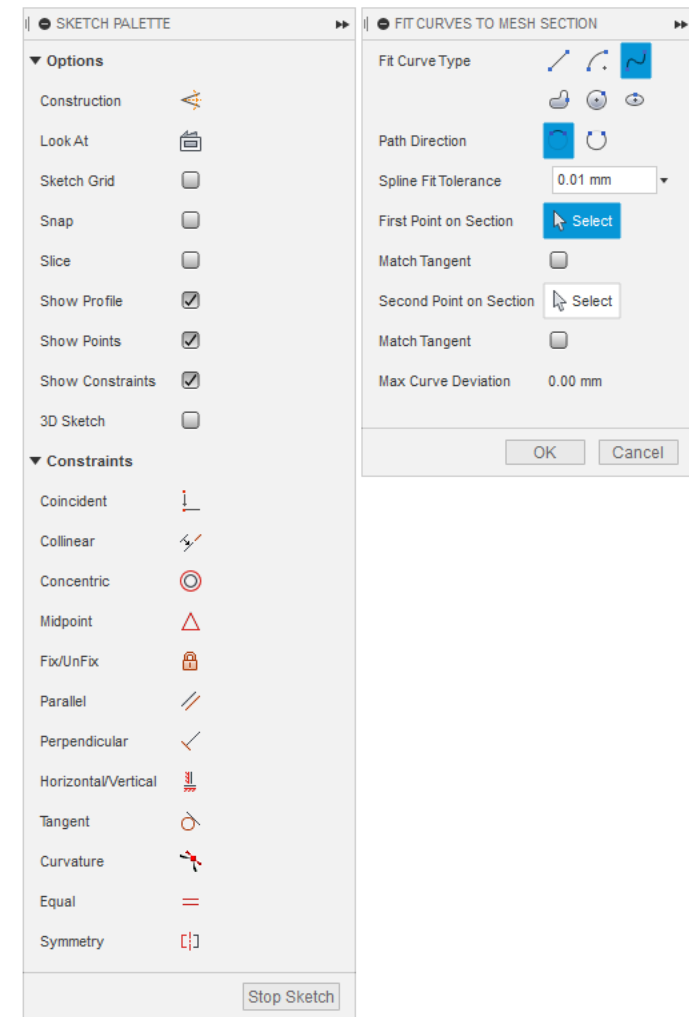 SKETCH PALETTE
Options
Construction
Look At
Sketch Grid
Snap
Slice
Show Profile
Show Points
Show Constraints
3D Sketch
Constraints
Coincident
Collinear
Concentric
Midpoint
Fix/UnFix
Parallel
Perpendicular
Horizontal/Vertical
Tangent
Curvature
Equal
Symmetry
Stop Sketch
FIT CURVES TO MESH SECTION
Fit Curve Type
Path Direction
Spline Fit Tolerance 0.01 mm
First Point on Section Select
Match Tangent
Second Point on Section Select
Match Tangent
Max Curve Deviation 0.00 mm
OK Cancel